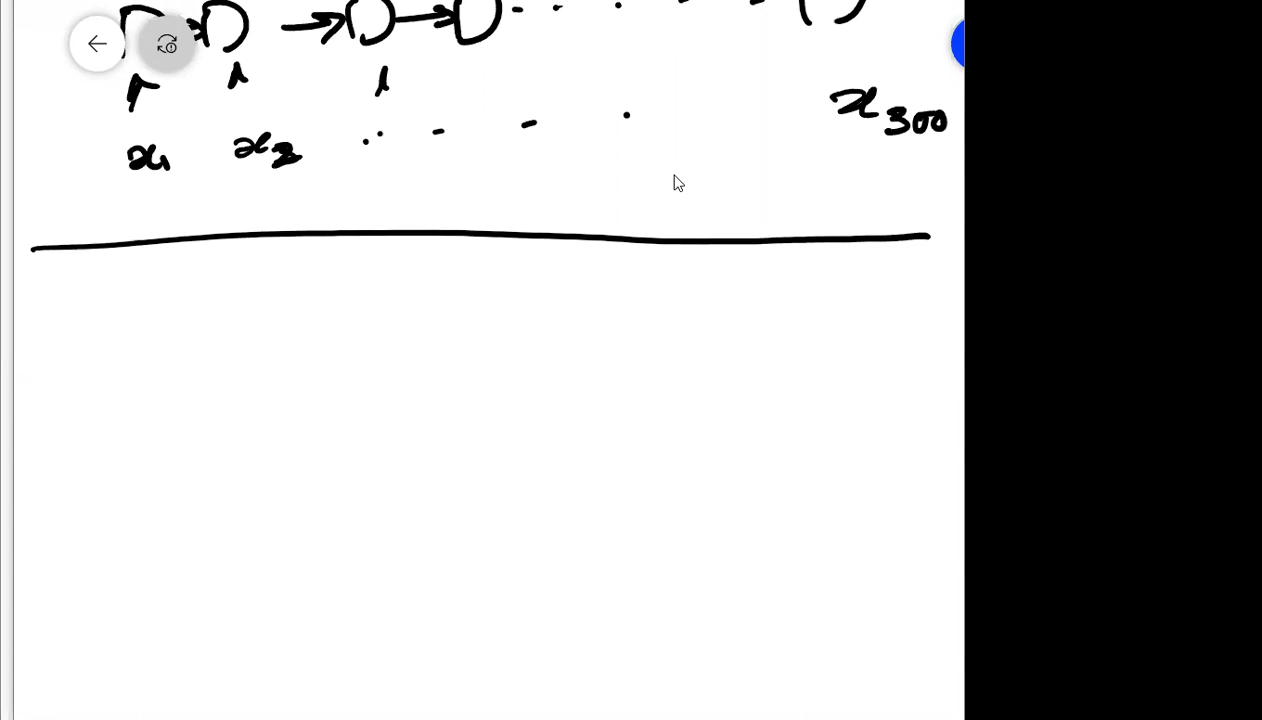 x₁ x₂ . . - - . x₃₀₀